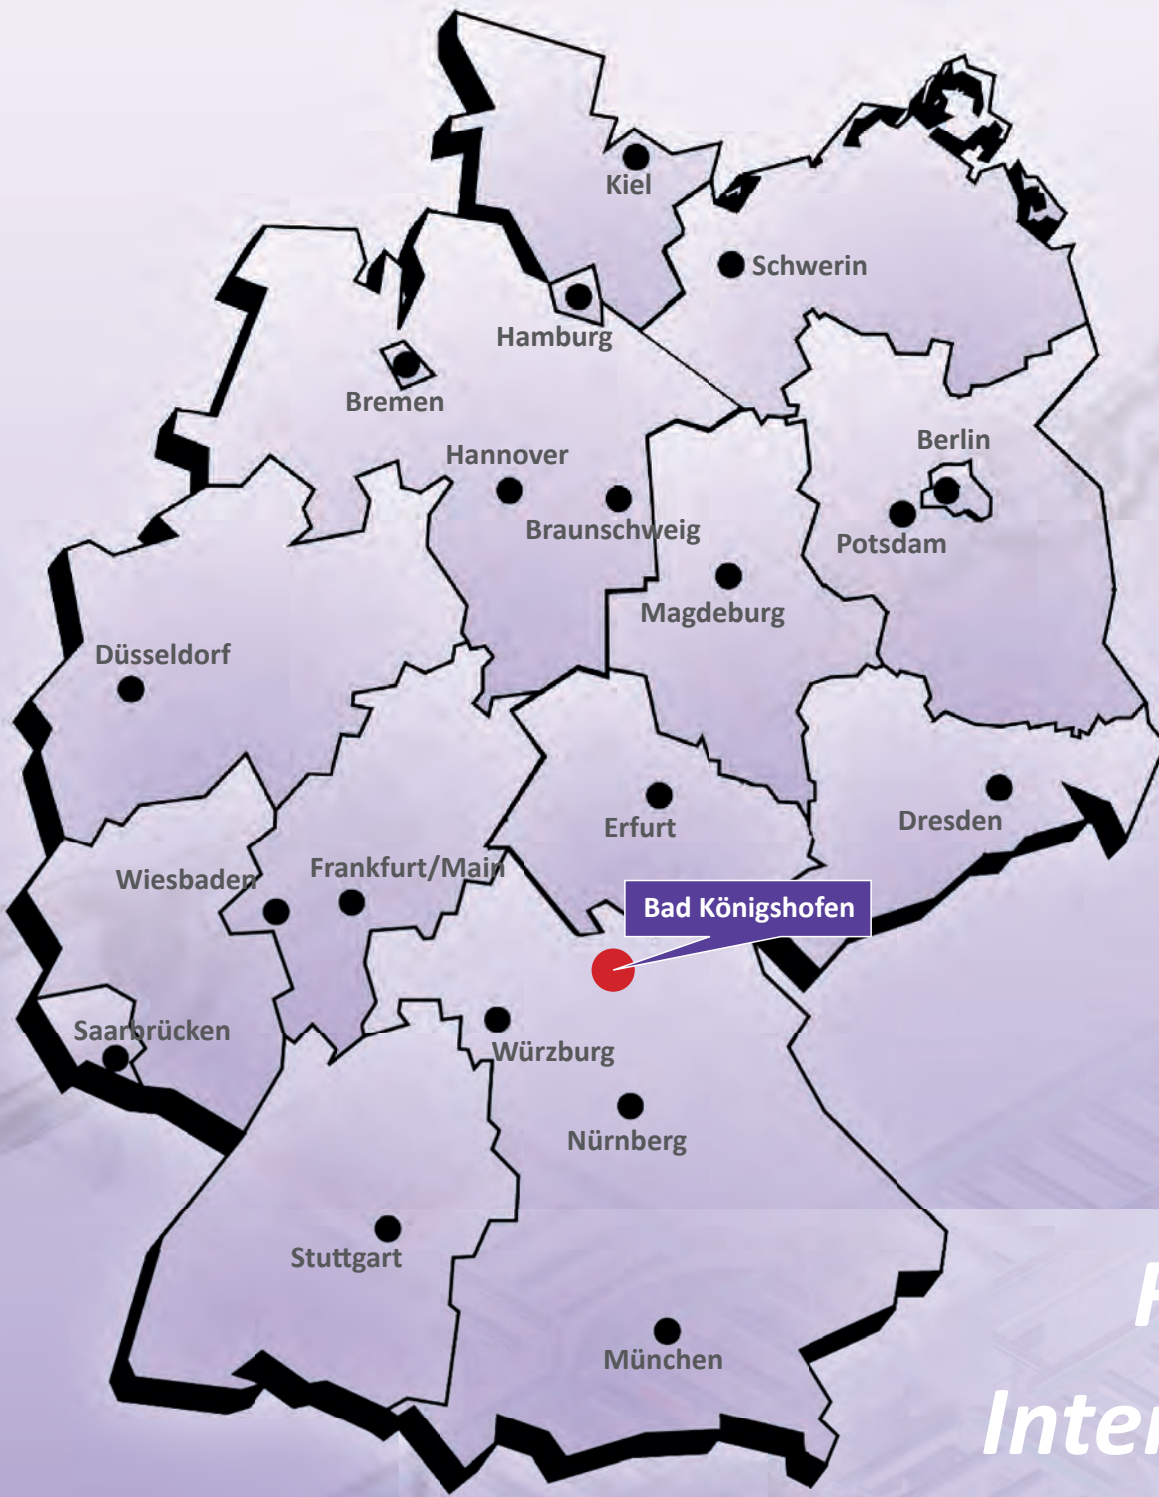 Kiel
Schwerin
Hamburg
Bremen
Berlin
Hannover
Braunschweig
Potsdam
Magdeburg
Düsseldorf
Erfurt
Dresden
Wiesbaden
Frankfurt/Main
Bad Königshofen
Saarbrücken
Würzburg
Nürnberg
Stuttgart
München